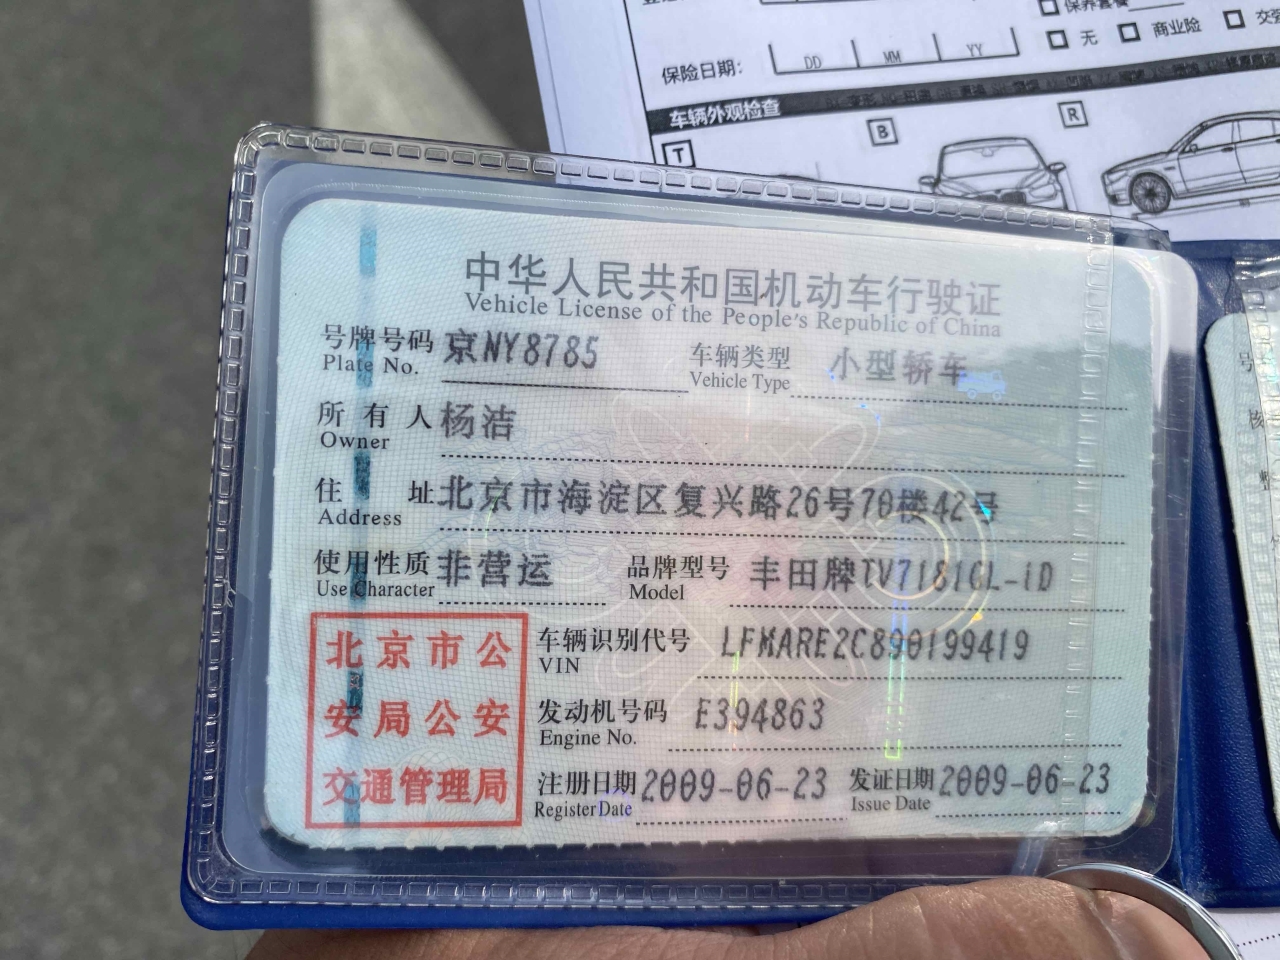 保养套餐
无 商业险
保险日期: DD MM YY
车辆外观检查
T B R
中华人民共和国机动车行驶证
Vehicle License of the People's Republic of China
号牌号码 京NY8785 车辆类型 小型轿车
Plate No. Vehicle Type
所有人 杨洁
Owner
住址 北京市海淀区复兴路26号70楼42号
Address
使用性质 非营运 品牌型号 丰田牌TV7181GL-iD
Use Character Model
北京市公
安局公安
交通管理局
车辆识别代号 LFMARE2C890199419
VIN
发动机号码 E394863
Engine No.
注册日期 2009-06-23 发证日期 2009-06-23
Register Date Issue Date
号